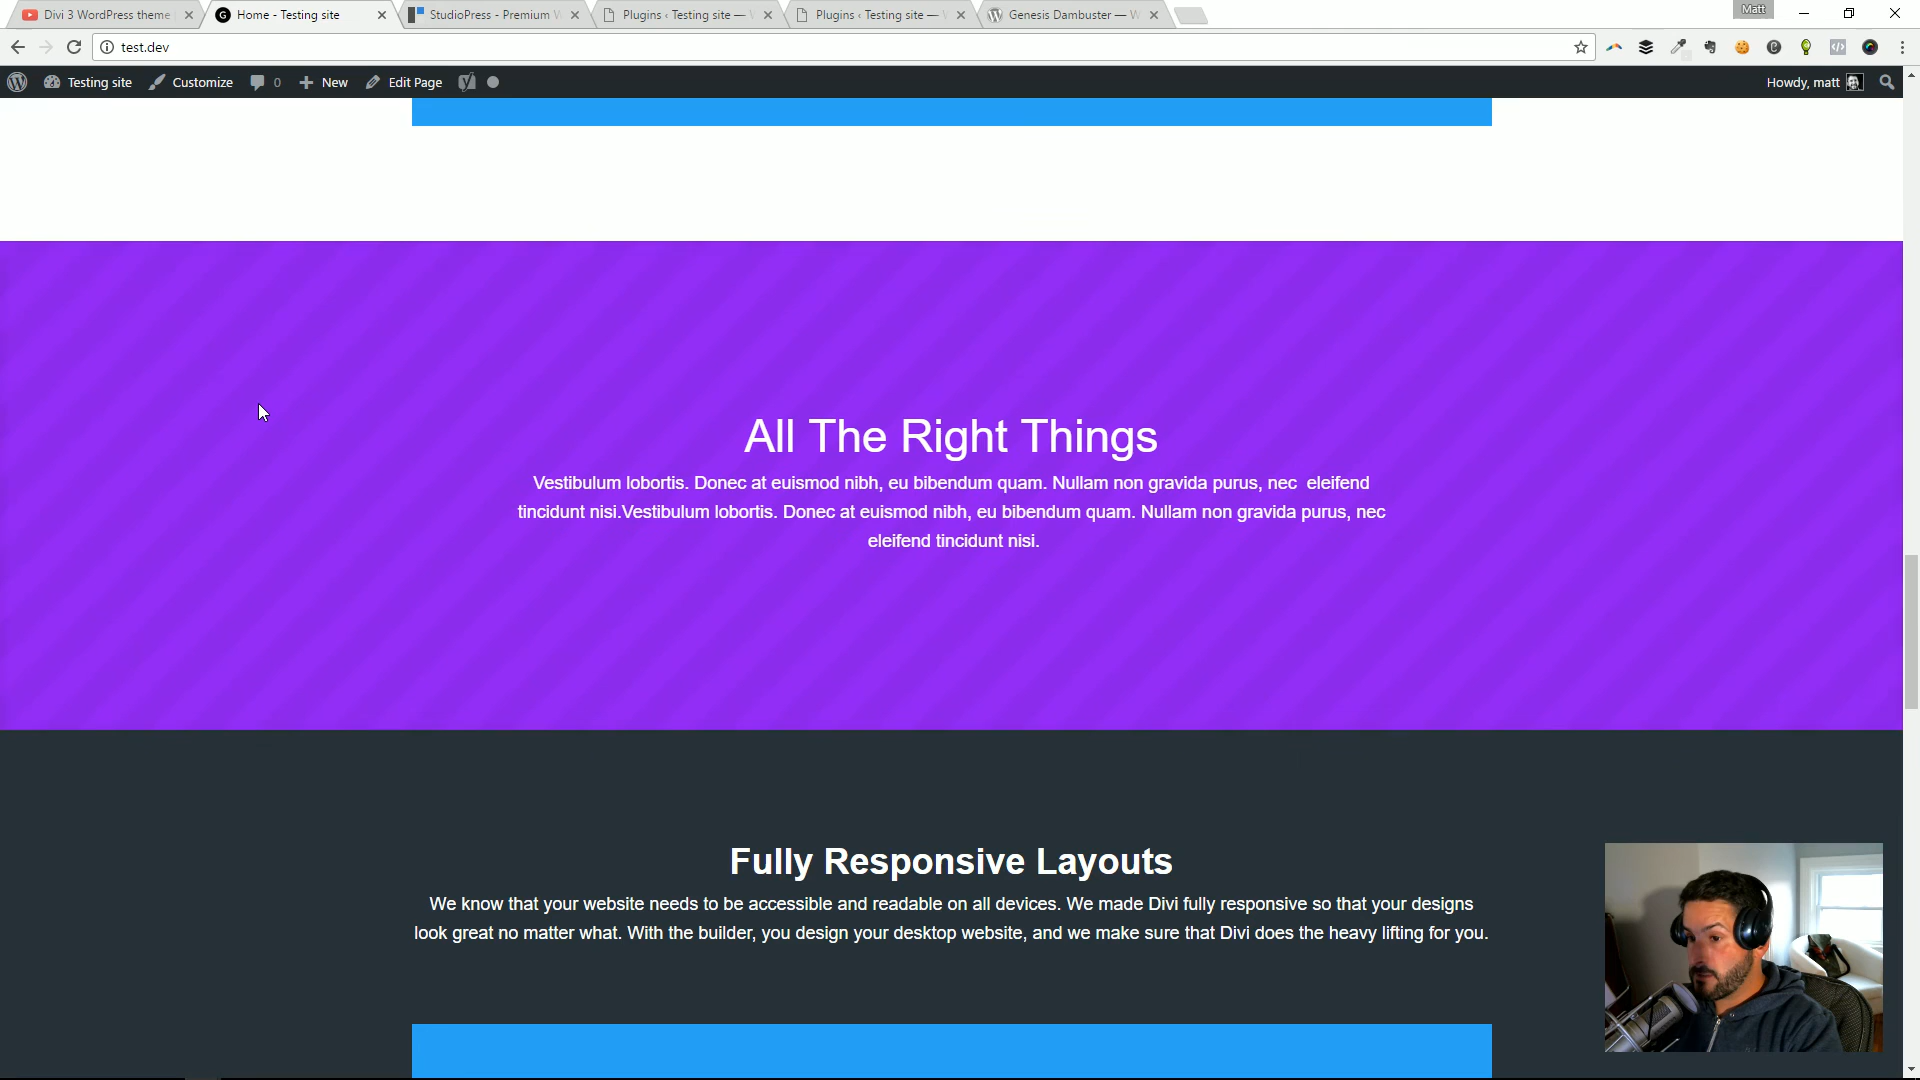 Divi 3 WordPress theme
Home - Testing site
StudioPress - Premium W
Plugins ‹ Testing site —
Plugins ‹ Testing site —
Genesis Dambuster — W
Matt
test.dev
Testing site
Customize
0
New
Edit Page
Howdy, matt
All The Right Things
Vestibulum lobortis. Donec at euismod nibh, eu bibendum quam. Nullam non gravida purus, nec eleifend
tincidunt nisi.Vestibulum lobortis. Donec at euismod nibh, eu bibendum quam. Nullam non gravida purus, nec
eleifend tincidunt nisi.
Fully Responsive Layouts
We know that your website needs to be accessible and readable on all devices. We made Divi fully responsive so that your designs
look great no matter what. With the builder, you design your desktop website, and we make sure that Divi does the heavy lifting for you.